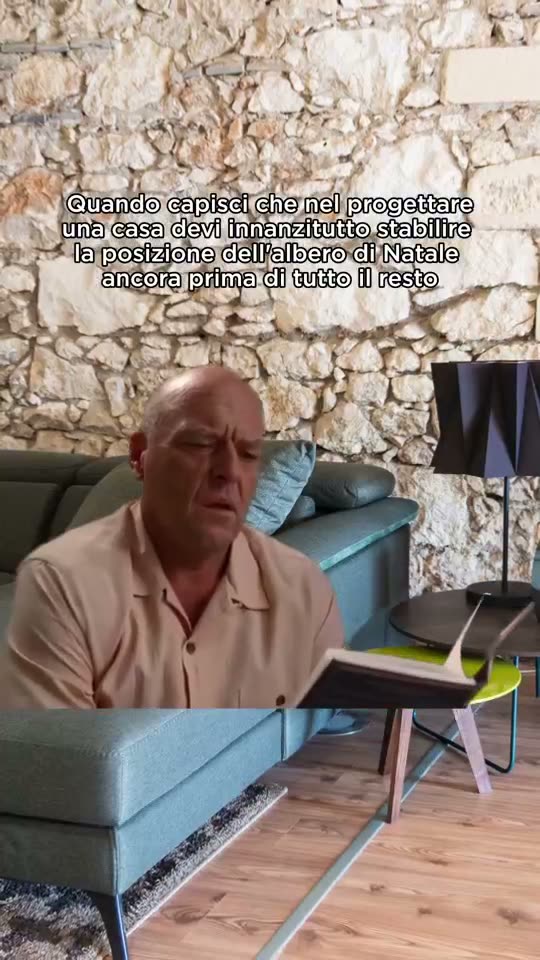 Quando capisci che nel progettare
una casa devi innanzitutto stabilire
la posizione dell'albero di Natale
ancora prima di tutto il resto